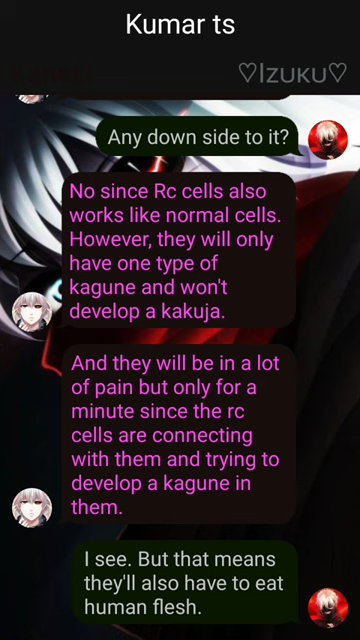 Kumar ts
♡Izuku♡
Any down side to it?
No since Rc cells also
works like normal cells.
However, they will only
have one type of
kagune and won't
develop a kakuja.
And they will be in a lot
of pain but only for a
minute since the rc
cells are connecting
with them and trying to
develop a kagune in
them.
I see. But that means
they'll also have to eat
human flesh.